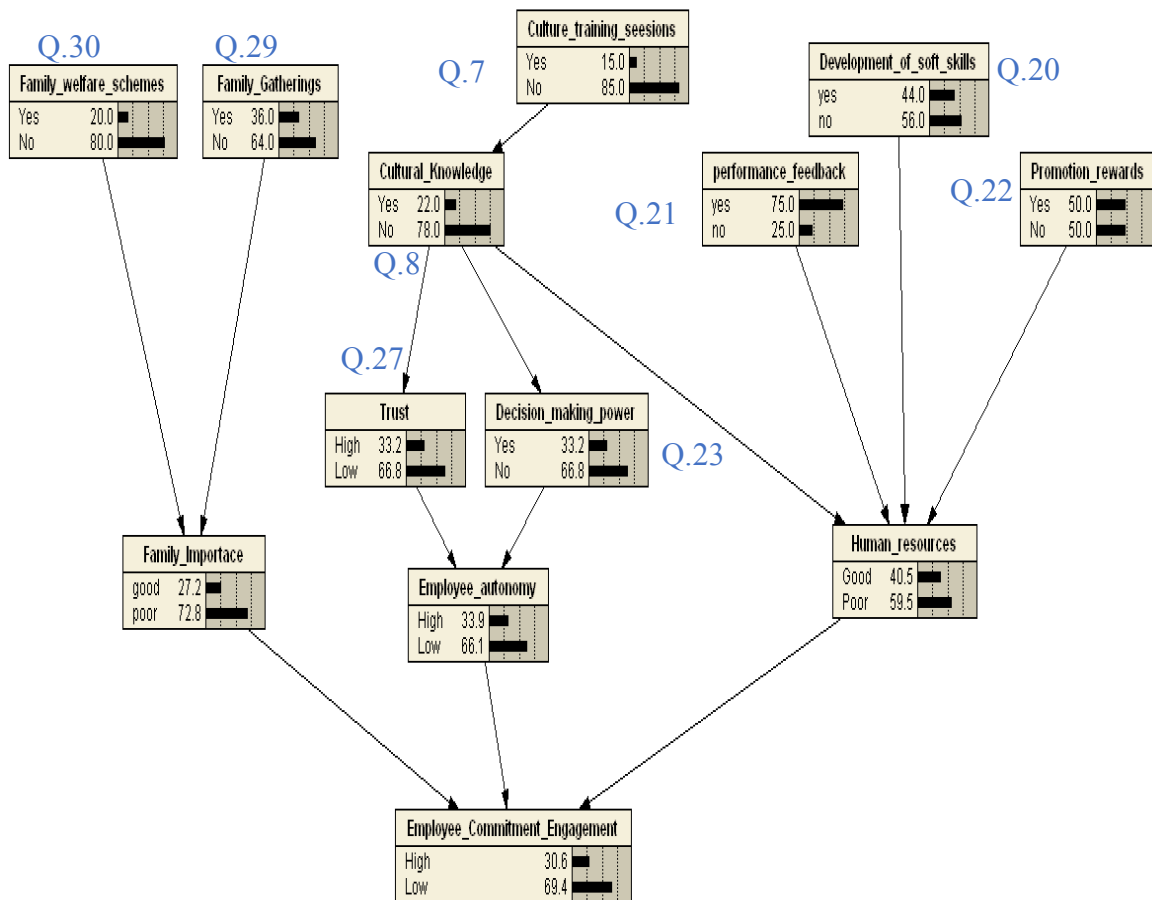 Q.30
Family_welfare_schemes
Yes 20.0
No 80.0
Q.29
Family_Gatherings
Yes 36.0
No 64.0
Q.7
Culture_training_seesions
Yes 15.0
No 85.0
Development_of_soft_skills
yes 44.0
no 56.0
Q.20
Cultural_Knowledge
Yes 22.0
No 78.0
Q.8
Q.21
performance_feedback
yes 75.0
no 25.0
Q.22
Promotion_rewards
Yes 50.0
No 50.0
Q.27
Trust
High 33.2
Low 66.8
Decision_making_power
Yes 33.2
No 66.8
Q.23
Family_Importace
good 27.2
poor 72.8
Employee_autonomy
High 33.9
Low 66.1
Human_resources
Good 40.5
Poor 59.5
Employee_Commitment_Engagement
High 30.6
Low 69.4